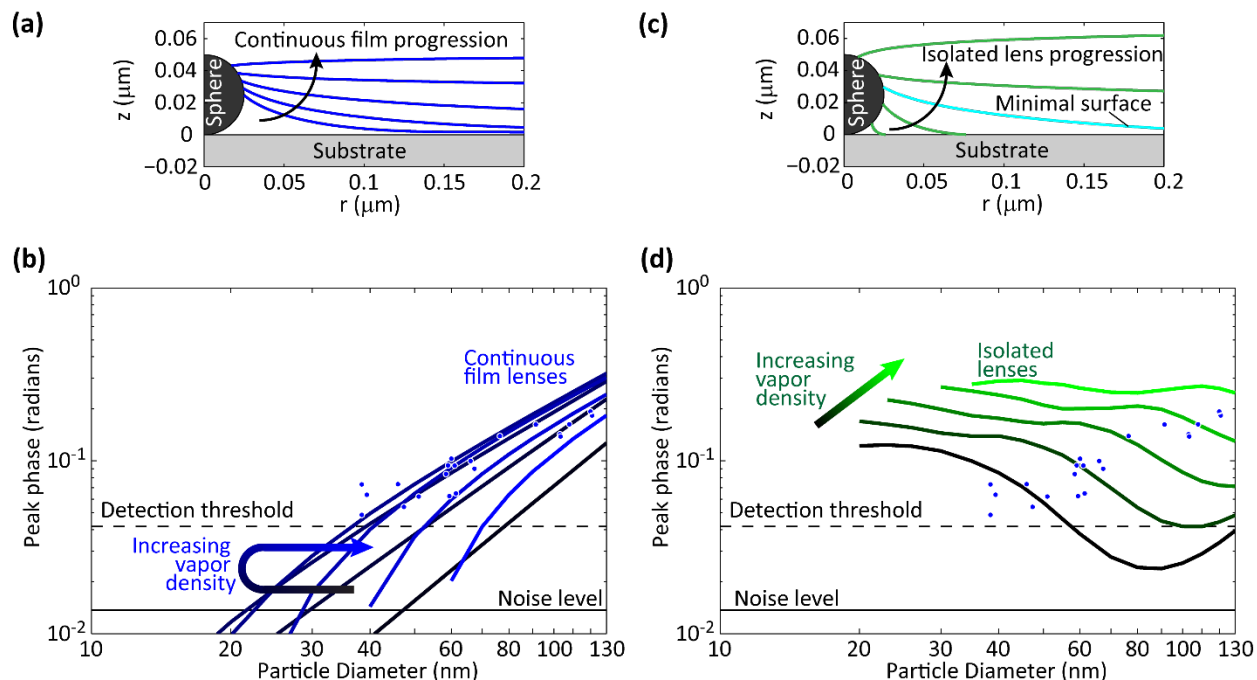 (a)
0.06
0.04
0.02
0
−0.02
z (μm)
Sphere
Continuous film progression
Substrate
0
0.05
0.1
0.15
0.2
r (μm)
(c)
0.06
0.04
0.02
0
−0.02
z (μm)
Sphere
Isolated lens progression
Minimal surface
Substrate
0
0.05
0.1
0.15
0.2
r (μm)
(b)
10⁰
10⁻¹
10⁻²
Peak phase (radians)
Continuous
film lenses
Detection threshold
Increasing
vapor
density
Noise level
10
20
30
40
50
60
80
100
130
Particle Diameter (nm)
(d)
10⁰
10⁻¹
10⁻²
Peak phase (radians)
Increasing
vapor
density
Isolated
lenses
Detection threshold
Noise level
10
20
30
40
50
60
80
100
130
Particle Diameter (nm)